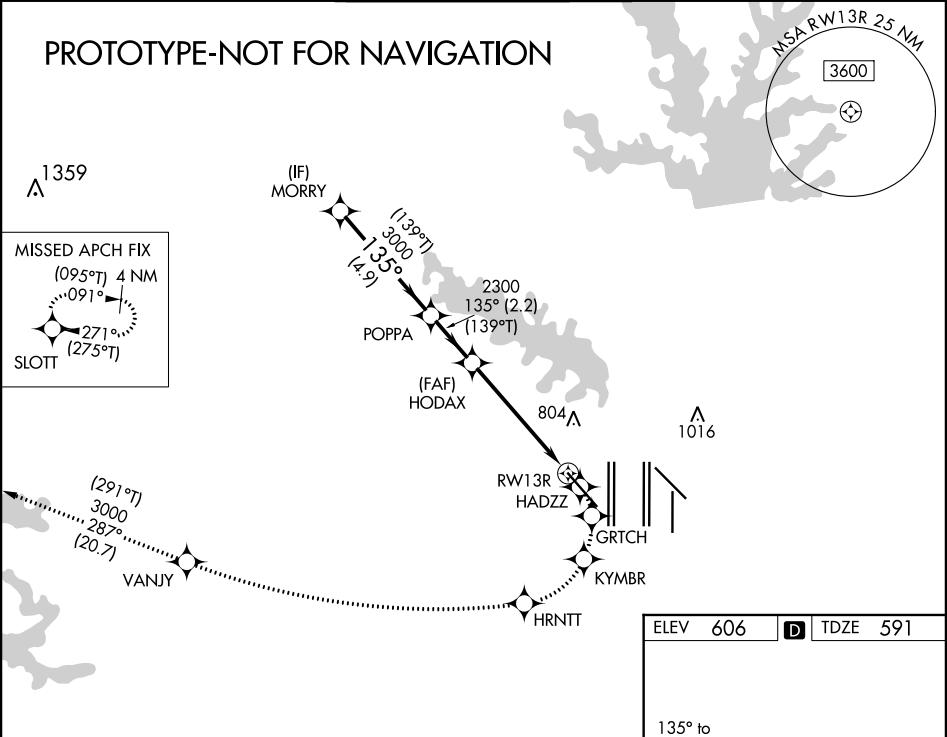 MSA RW13R 25 NM
3600
PROTOTYPE-NOT FOR NAVIGATION
1359
(IF)
MORRY
(139°T)
3000
135°
(4.9)
MISSED APCH FIX
(095°T) 4 NM
091°
271°
(275°T)
SLOTT
2300
135° (2.2)
(139°T)
POPPA
(FAF)
HODAX
804
1016
RW13R
HADZZ
GRTCH
(291°T)
3000
287°
(20.7)
VANJY
KYMBR
HRNTT
ELEV 606 D TDZE 591
135° to